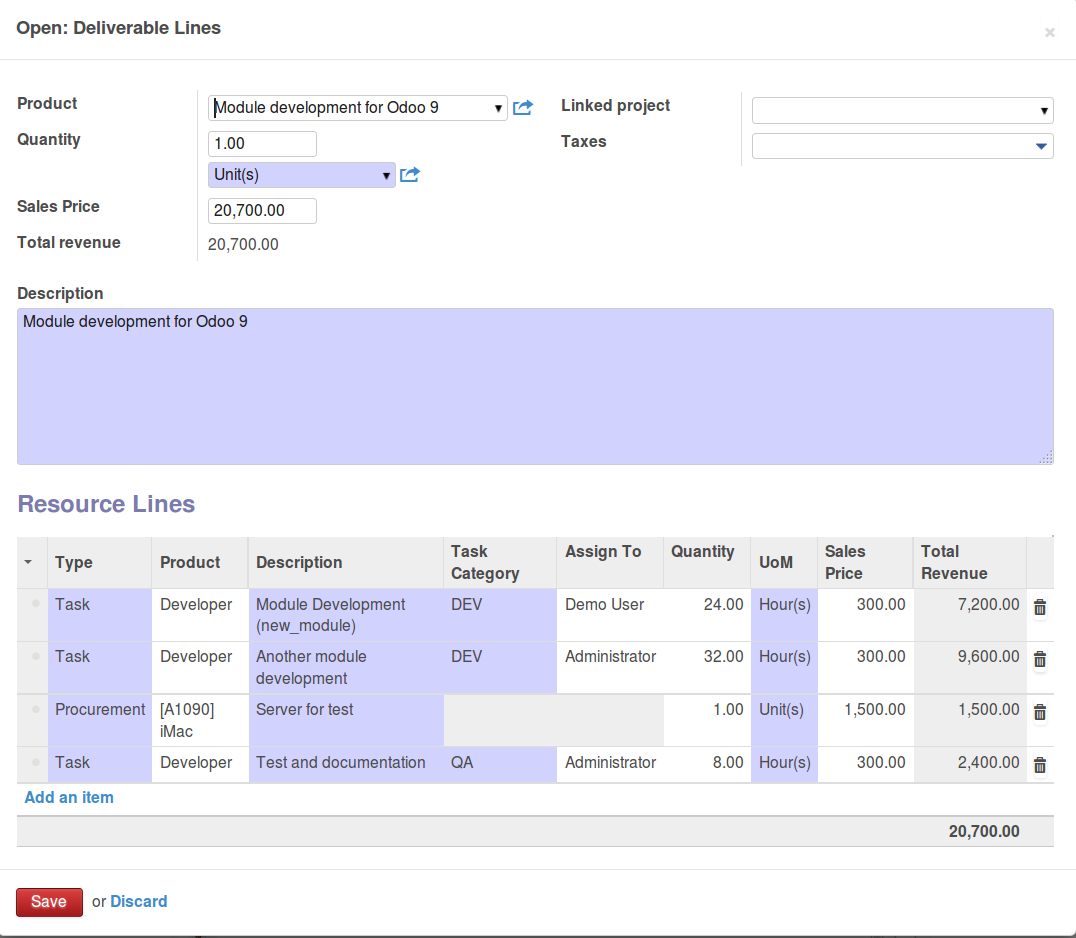 Open: Deliverable Lines
×
Product
Module development for Odoo 9
Quantity
1.00
Unit(s)
Sales Price
20,700.00
Total revenue
20,700.00
Linked project
Taxes
Description
Module development for Odoo 9
Resource Lines
Type Product Description Task Category Assign To Quantity UoM Sales Price Total Revenue
Task Developer Module Development (new_module) DEV Demo User 24.00 Hour(s) 300.00 7,200.00
Task Developer Another module development DEV Administrator 32.00 Hour(s) 300.00 9,600.00
Procurement [A1090] iMac Server for test 1.00 Unit(s) 1,500.00 1,500.00
Task Developer Test and documentation QA Administrator 8.00 Hour(s) 300.00 2,400.00
Add an item
20,700.00
Save or Discard